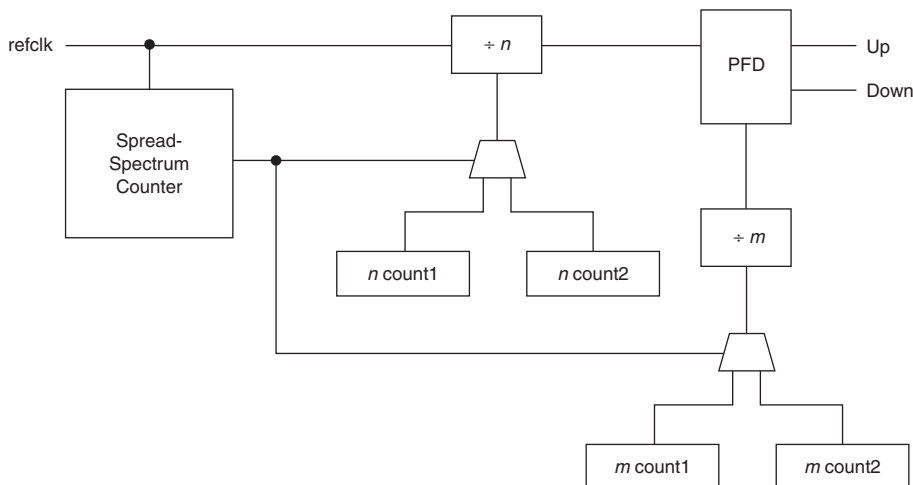 refclk
÷ n
PFD
Up
Down
Spread-
Spectrum
Counter
÷ m
n count1
n count2
m count1
m count2